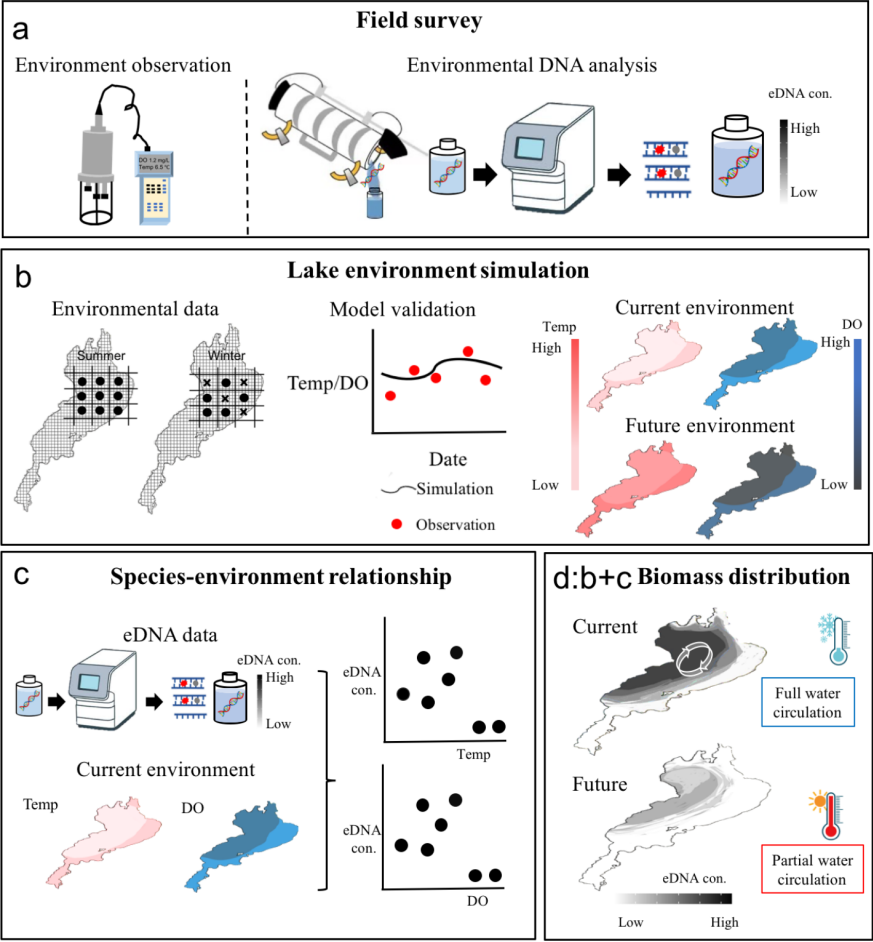 a
Field survey
Environment observation
Environmental DNA analysis
eDNA con.
High
Low
DO 1.2 mg/L
Temp 6.5 ℃
b
Lake environment simulation
Environmental data
Summer
Winter
Model validation
Temp/DO
Date
Simulation
Observation
Current environment
Temp
High
Low
DO
High
Low
Future environment
c
Species-environment relationship
eDNA data
eDNA con.
High
Low
Current environment
Temp
DO
eDNA
con.
Temp
eDNA
con.
DO
d:b+c Biomass distribution
Current
Full water
circulation
Future
Partial water
circulation
eDNA con.
Low
High